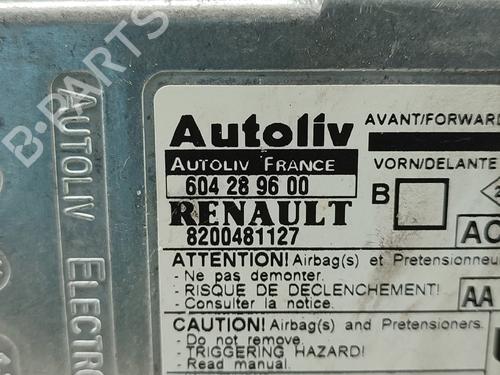 B-PARTS
AUTOLIV ELECTRO
Autoliv
AUTOLIV FRANCE
604 28 96 00
RENAULT
8200481127
AVANT/FORWARD
VORN/DELANTE
B
AC
AA
ATTENTION! Airbag(s) et Pretensionneu
- Ne pas demonter.
- RISQUE DE DECLENCHEMENT!
- Consulter la notice.
CAUTION! Airbag(s) and Pretensioners.
- Do not remove.
- TRIGGERING HAZARD!
- Read manual.